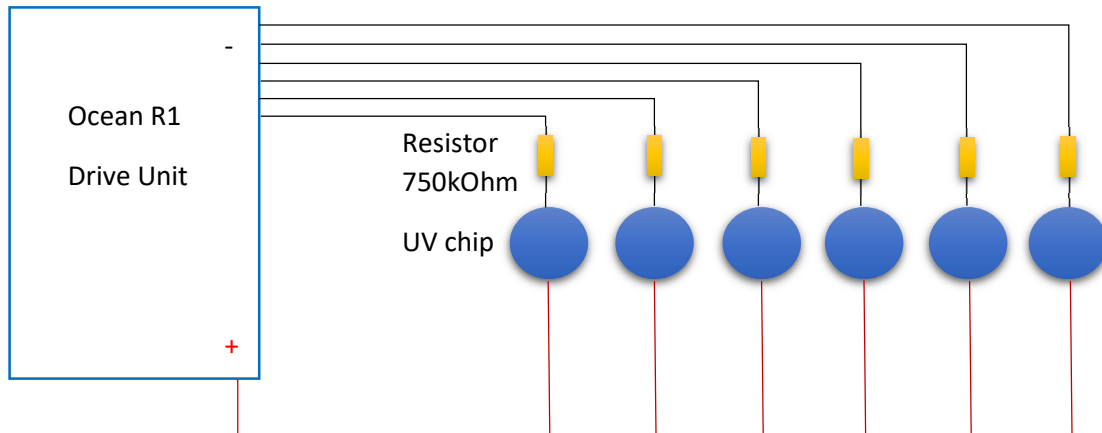 -
Ocean R1
Drive Unit
Resistor
750kOhm
UV chip
+